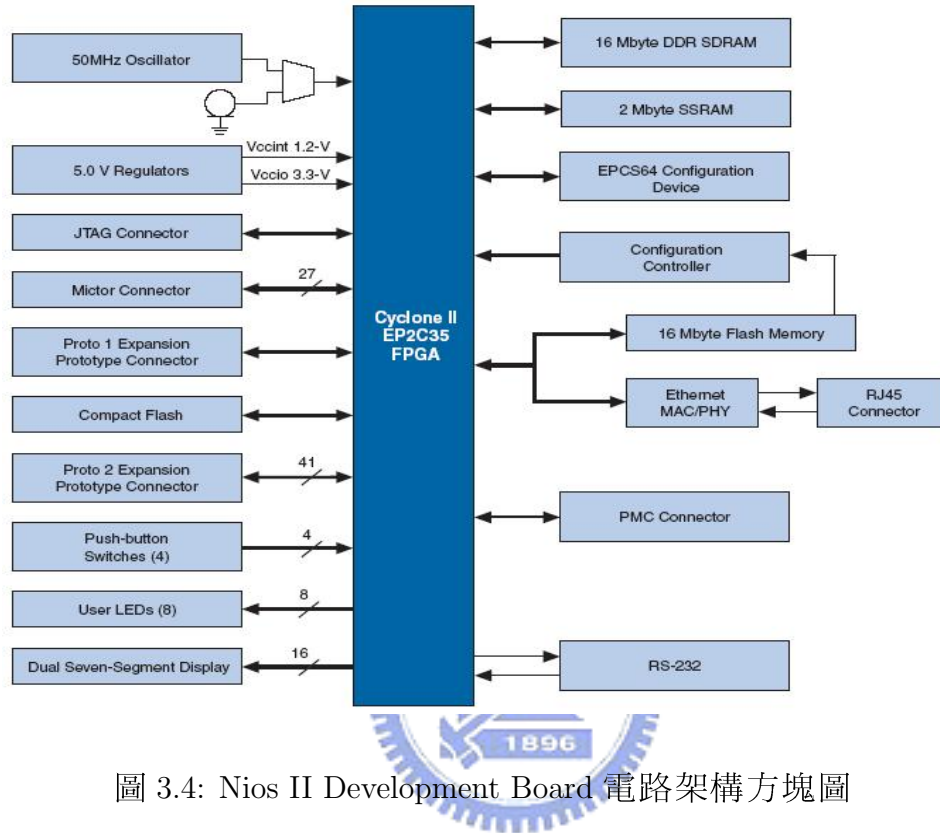 50MHz Oscillator
5.0 V Regulators
Vccint 1.2-V
Vccio 3.3-V
JTAG Connector
Mictor Connector
27
Proto 1 Expansion
Prototype Connector
Compact Flash
Proto 2 Expansion
Prototype Connector
41
Push-button
Switches (4)
4
User LEDs (8)
8
Dual Seven-Segment Display
16
Cyclone II
EP2C35
FPGA
16 Mbyte DDR SDRAM
2 Mbyte SSRAM
EPCS64 Configuration
Device
Configuration
Controller
16 Mbyte Flash Memory
Ethernet
MAC/PHY
RJ45
Connector
PMC Connector
RS-232
1896
圖 3.4: Nios II Development Board 電路架構方塊圖